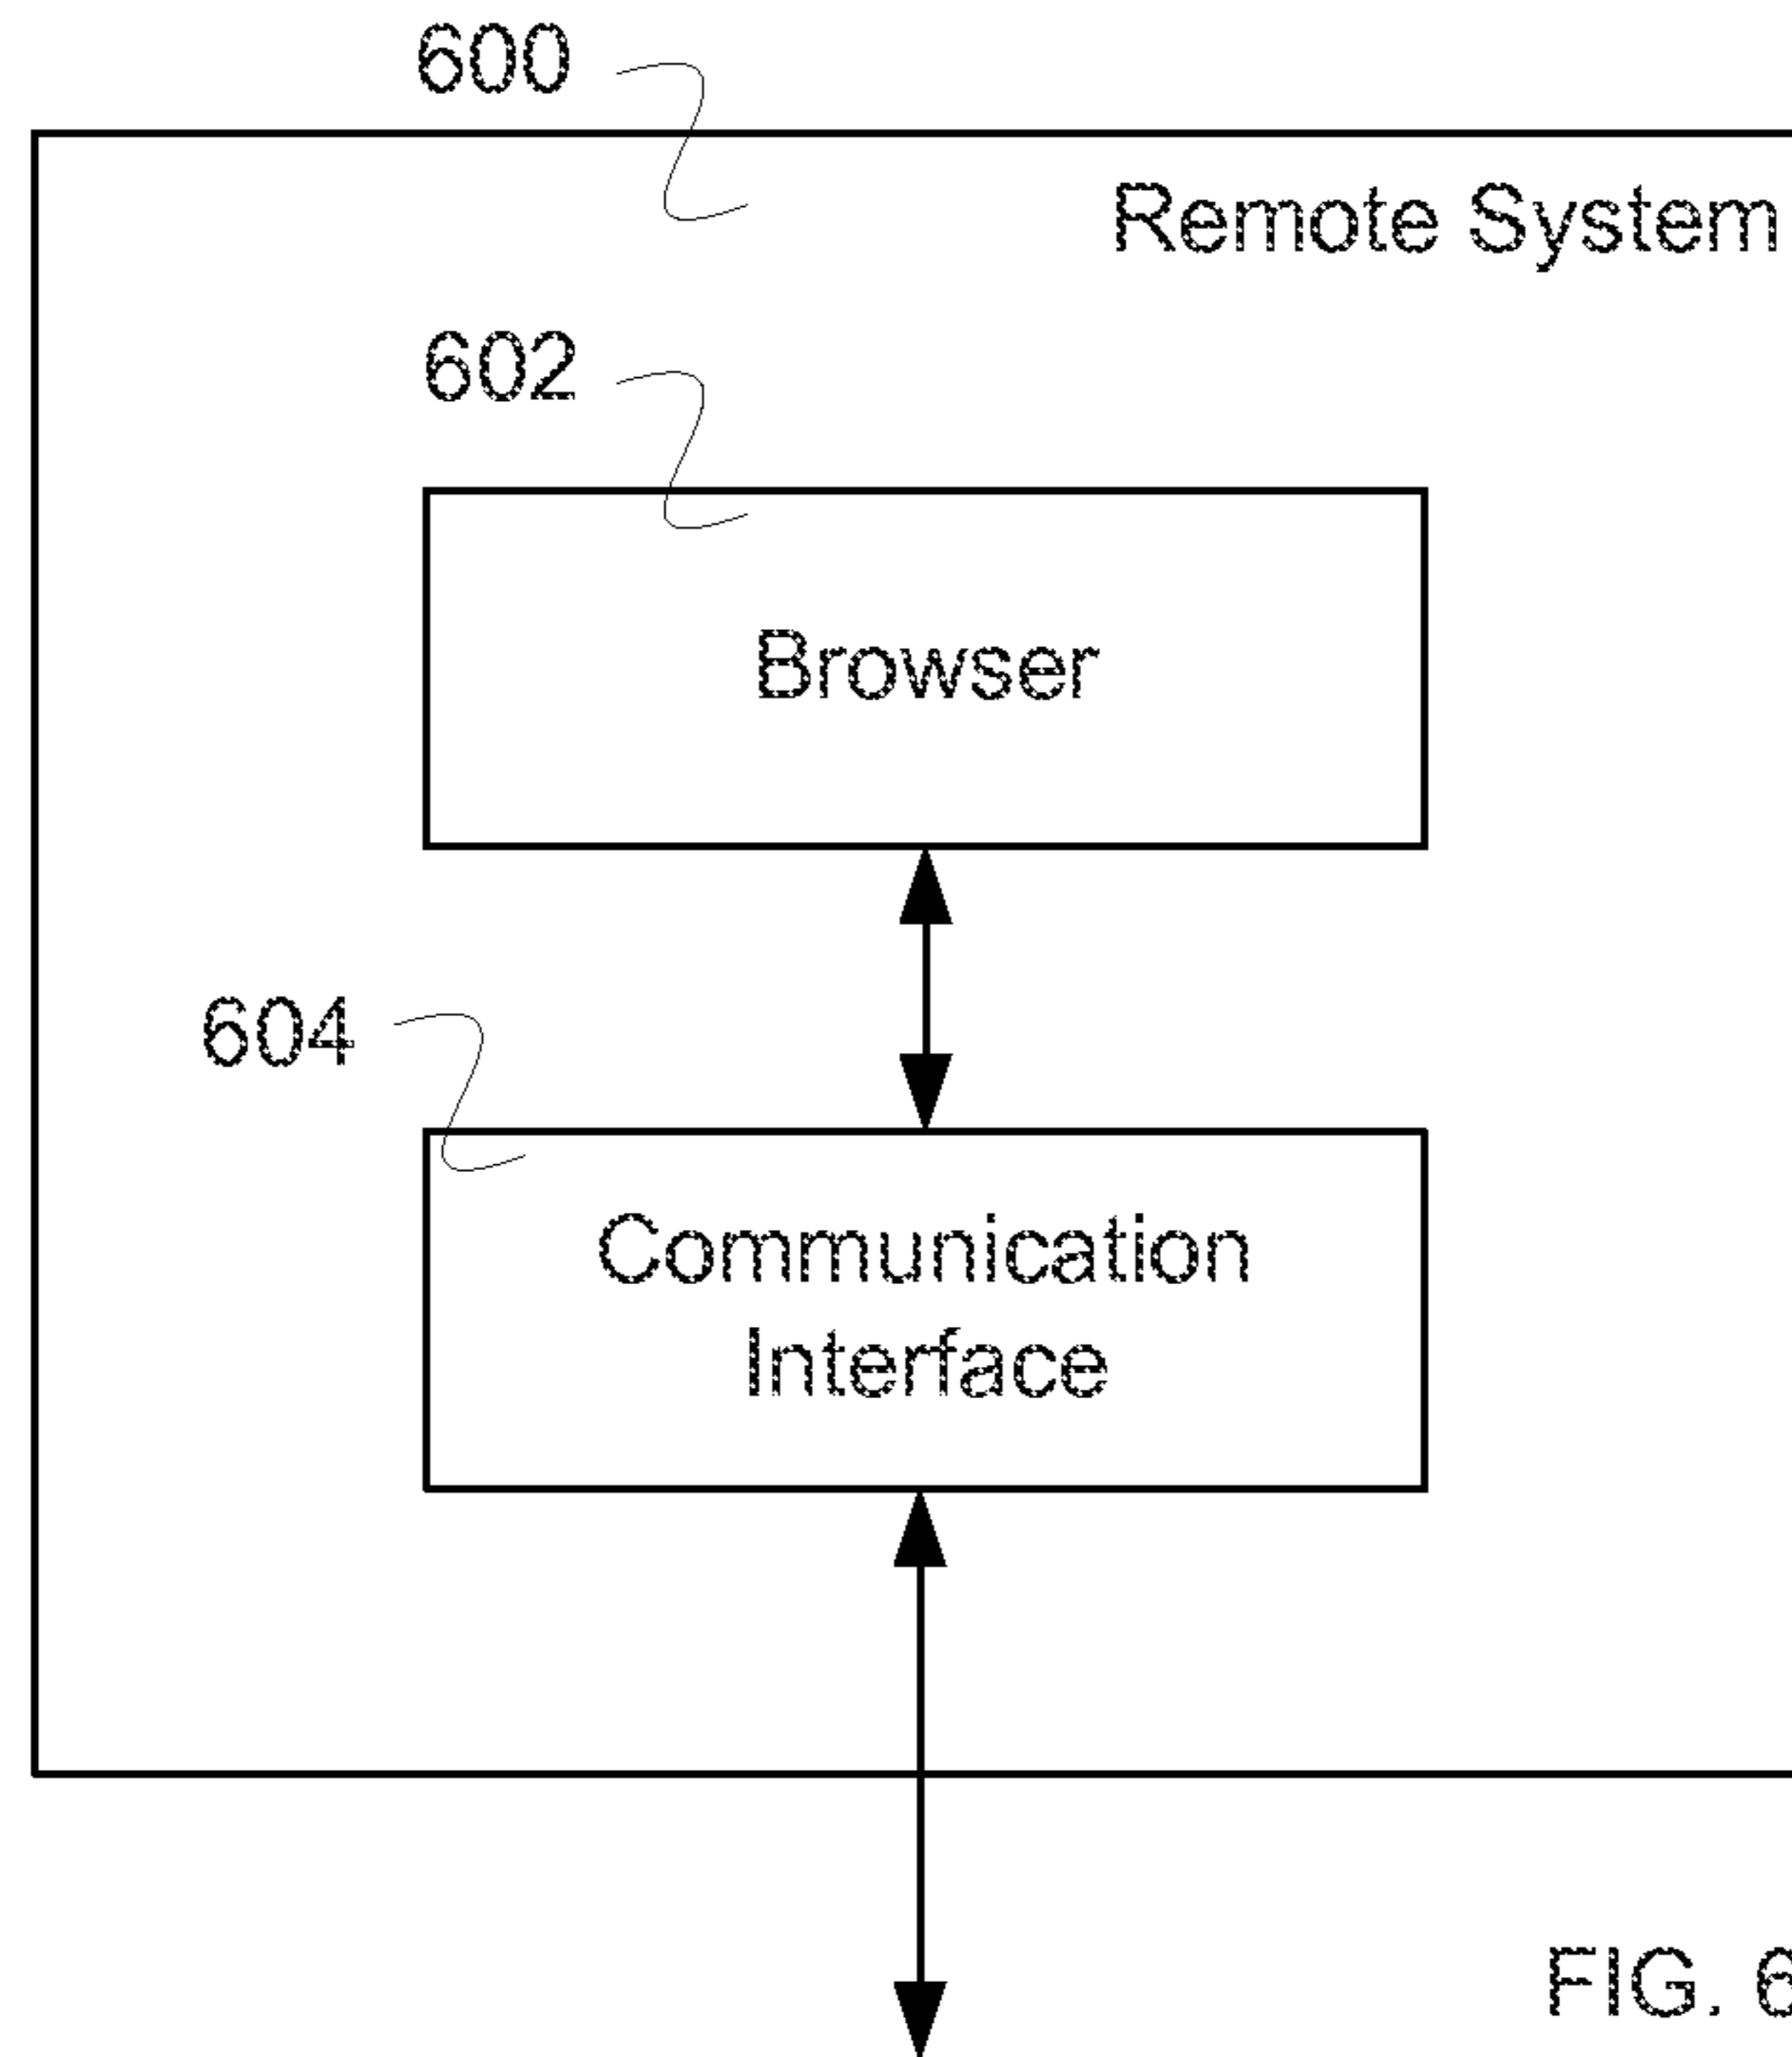 600
Remote System
602
Browser
604
Communication
Interface
FIG. 6